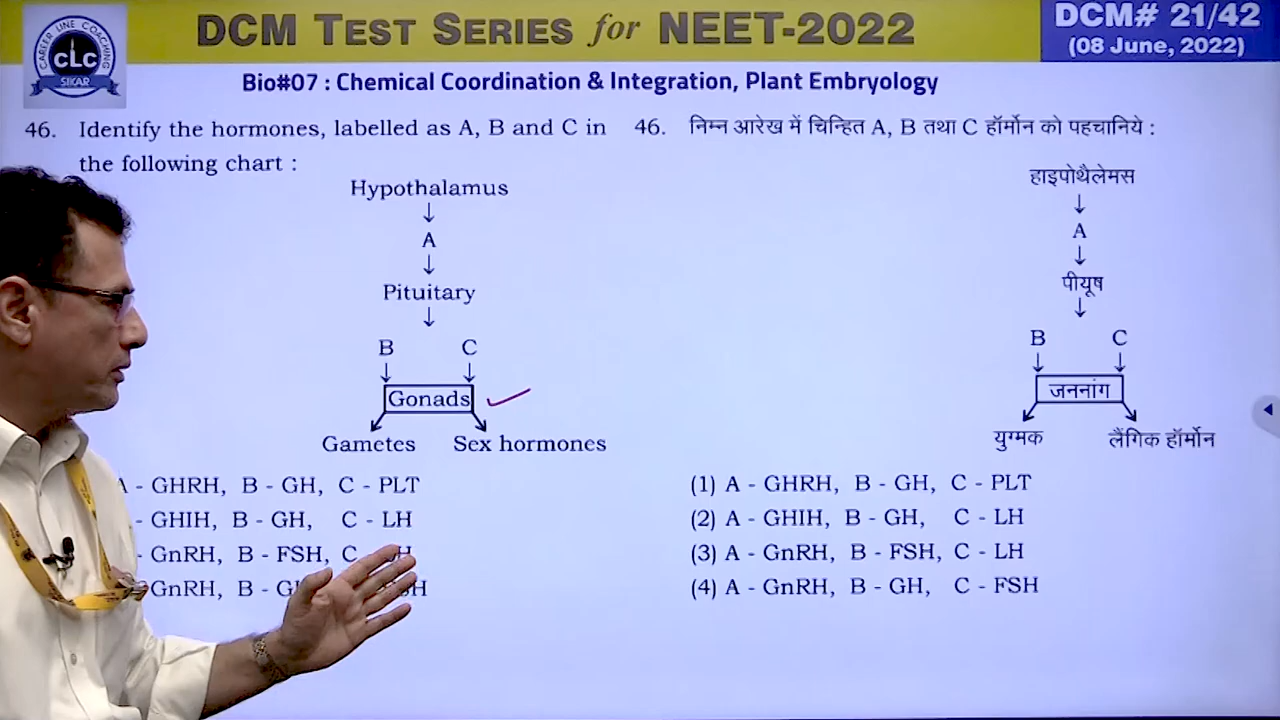 DCM TEST SERIES for NEET-2022
DCM# 21/42
(08 June, 2022)
CAREER LINE COACHING
CLC
SIKAR
Bio#07 : Chemical Coordination & Integration, Plant Embryology
46. Identify the hormones, labelled as A, B and C in
the following chart :
Hypothalamus
↓
A
↓
Pituitary
↓
B C
↓ ↓
Gonads
Gametes Sex hormones
A - GHRH, B - GH, C - PLT
- GHIH, B - GH, C - LH
- GnRH, B - FSH, C
GnRH, B -
46. निम्न आरेख में चिन्हित A, B तथा C हॉर्मोन को पहचानिये :
हाइपोथैलेमस
↓
A
↓
पीयूष
↓
B C
↓ ↓
जननांग
युग्मक लैंगिक हॉर्मोन
(1) A - GHRH, B - GH, C - PLT
(2) A - GHIH, B - GH, C - LH
(3) A - GnRH, B - FSH, C - LH
(4) A - GnRH, B - GH, C - FSH